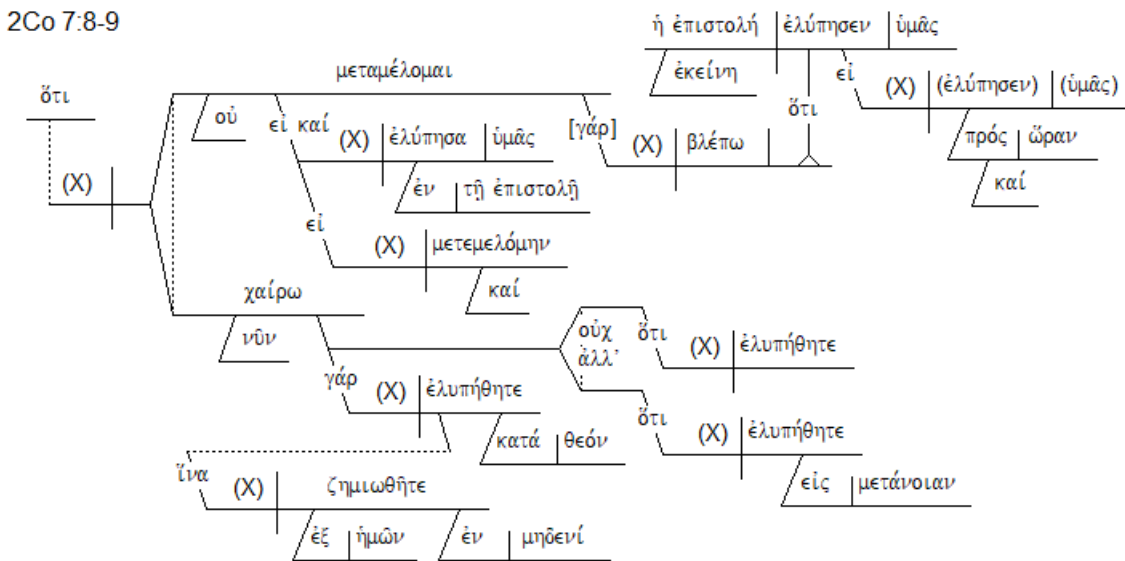 2Co 7:8-9
ἡ ἐπιστολή ἐλύπησεν ὑμᾶς
μεταμέλομαι
ἐκείνη
εἰ
ὅτι
(X) (ἐλύπησεν) (ὑμᾶς)
οὐ
εἰ καί
(X) ἐλύπησα ὑμᾶς
[γάρ]
(X) βλέπω
ὅτι
πρός ὥραν
(X)
ἐν τῇ ἐπιστολῇ
καί
εἰ
(X) μετεμελόμην
χαίρω
καί
νῦν
οὐχ
ὅτι
(X) ἐλυπήθητε
ἀλλ'
γάρ
(X) ἐλυπήθητε
ὅτι
(X) ἐλυπήθητε
κατά θεόν
ἵνα
(X) ζημιωθῆτε
εἰς μετάνοιαν
ἐξ ἡμῶν
ἐν μηδενί